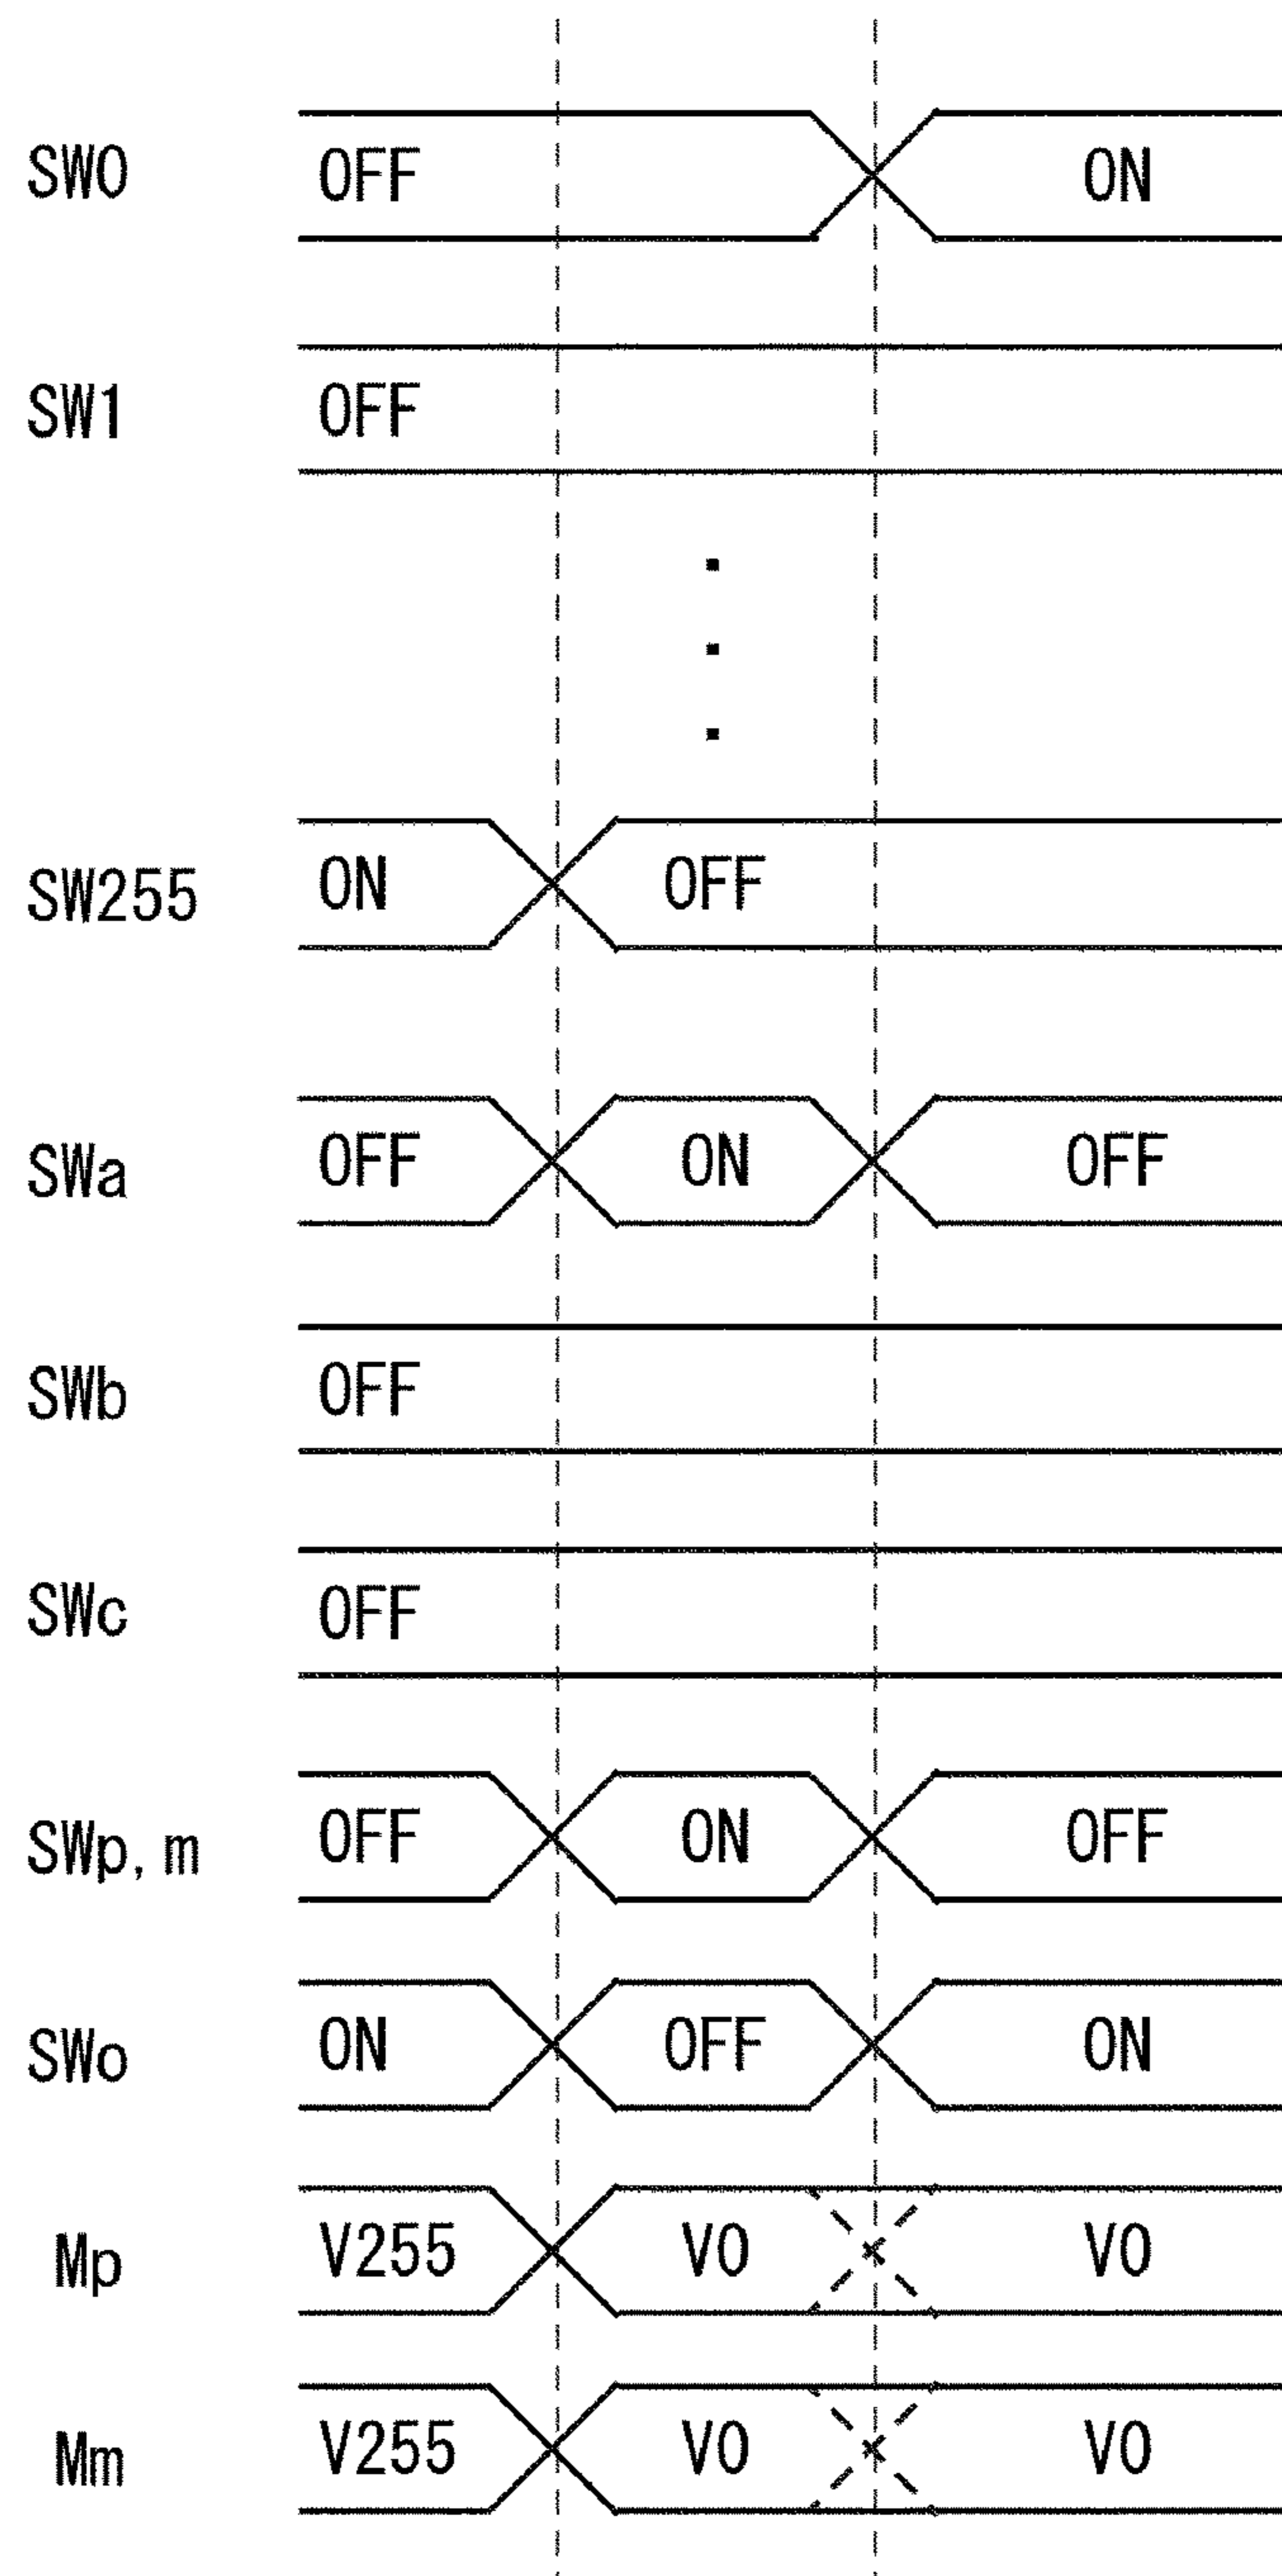 SW0 OFF ON
SW1 OFF
SW255 ON OFF
SWa OFF ON OFF
SWb OFF
SWc OFF
SWp, m OFF ON OFF
SWo ON OFF ON
Mp V255 V0 V0
Mm V255 V0 V0